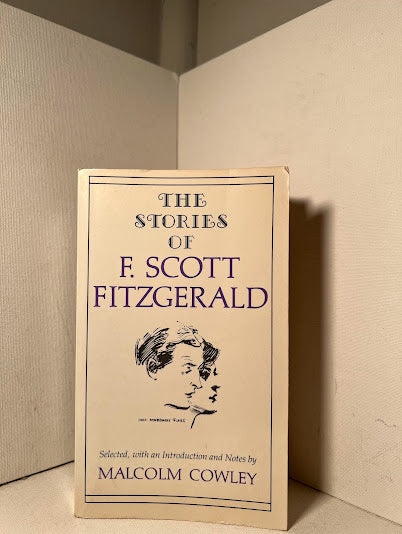 THE
STORIES
OF
F. SCOTT
FITZGERALD
Selected, with an Introduction and Notes by
MALCOLM COWLEY